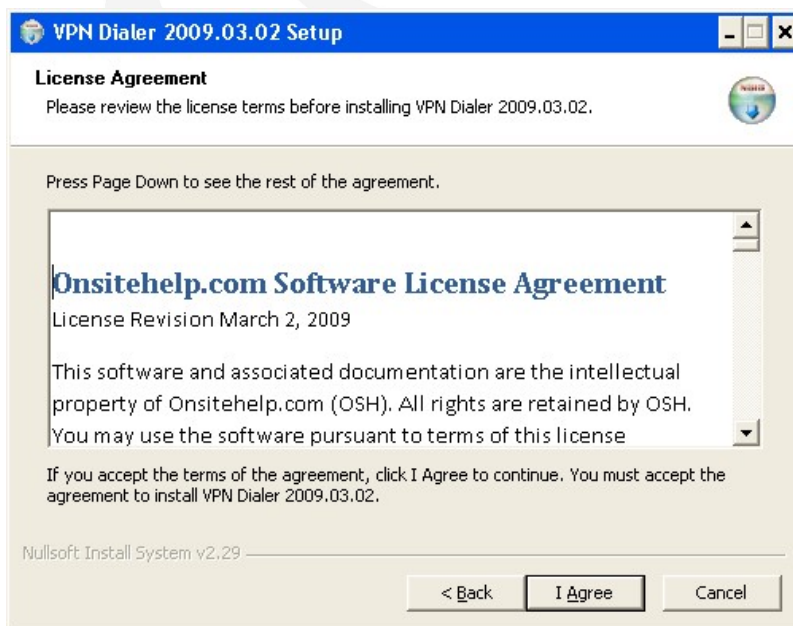 VPN Dialer 2009.03.02 Setup
License Agreement
Please review the license terms before installing VPN Dialer 2009.03.02.
Press Page Down to see the rest of the agreement.
Onsitehelp.com Software License Agreement
License Revision March 2, 2009
This software and associated documentation are the intellectual
property of Onsitehelp.com (OSH). All rights are retained by OSH.
You may use the software pursuant to terms of this license
If you accept the terms of the agreement, click I Agree to continue. You must accept the
agreement to install VPN Dialer 2009.03.02.
Nullsoft Install System v2.29
< Back
I Agree
Cancel